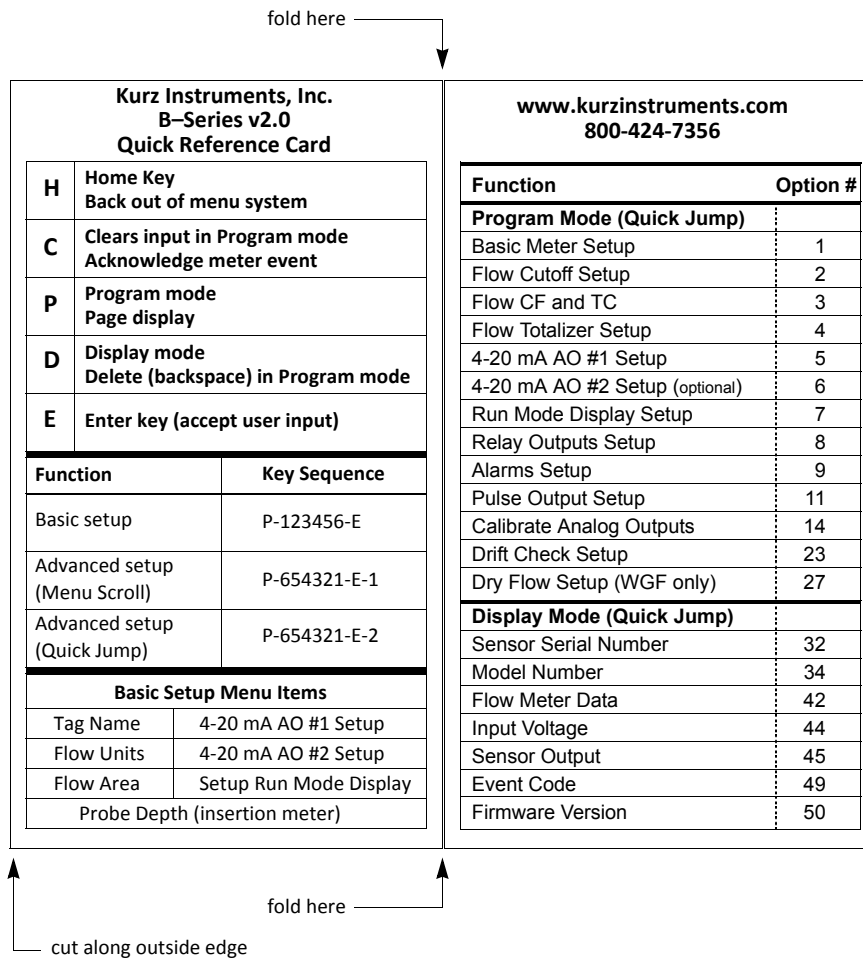 fold here
Kurz Instruments, Inc.
B–Series v2.0
Quick Reference Card
H
Home Key
Back out of menu system
C
Clears input in Program mode
Acknowledge meter event
P
Program mode
Page display
D
Display mode
Delete (backspace) in Program mode
E
Enter key (accept user input)
Function Key Sequence
Basic setup P-123456-E
Advanced setup
(Menu Scroll)
P-654321-E-1
Advanced setup
(Quick Jump)
P-654321-E-2
Basic Setup Menu Items
Tag Name 4-20 mA AO #1 Setup
Flow Units 4-20 mA AO #2 Setup
Flow Area Setup Run Mode Display
Probe Depth (insertion meter)
www.kurzinstruments.com
800-424-7356
Function Option #
Program Mode (Quick Jump)
Basic Meter Setup 1
Flow Cutoff Setup 2
Flow CF and TC 3
Flow Totalizer Setup 4
4-20 mA AO #1 Setup 5
4-20 mA AO #2 Setup (optional) 6
Run Mode Display Setup 7
Relay Outputs Setup 8
Alarms Setup 9
Pulse Output Setup 11
Calibrate Analog Outputs 14
Drift Check Setup 23
Dry Flow Setup (WGF only) 27
Display Mode (Quick Jump)
Sensor Serial Number 32
Model Number 34
Flow Meter Data 42
Input Voltage 44
Sensor Output 45
Event Code 49
Firmware Version 50
fold here
cut along outside edge